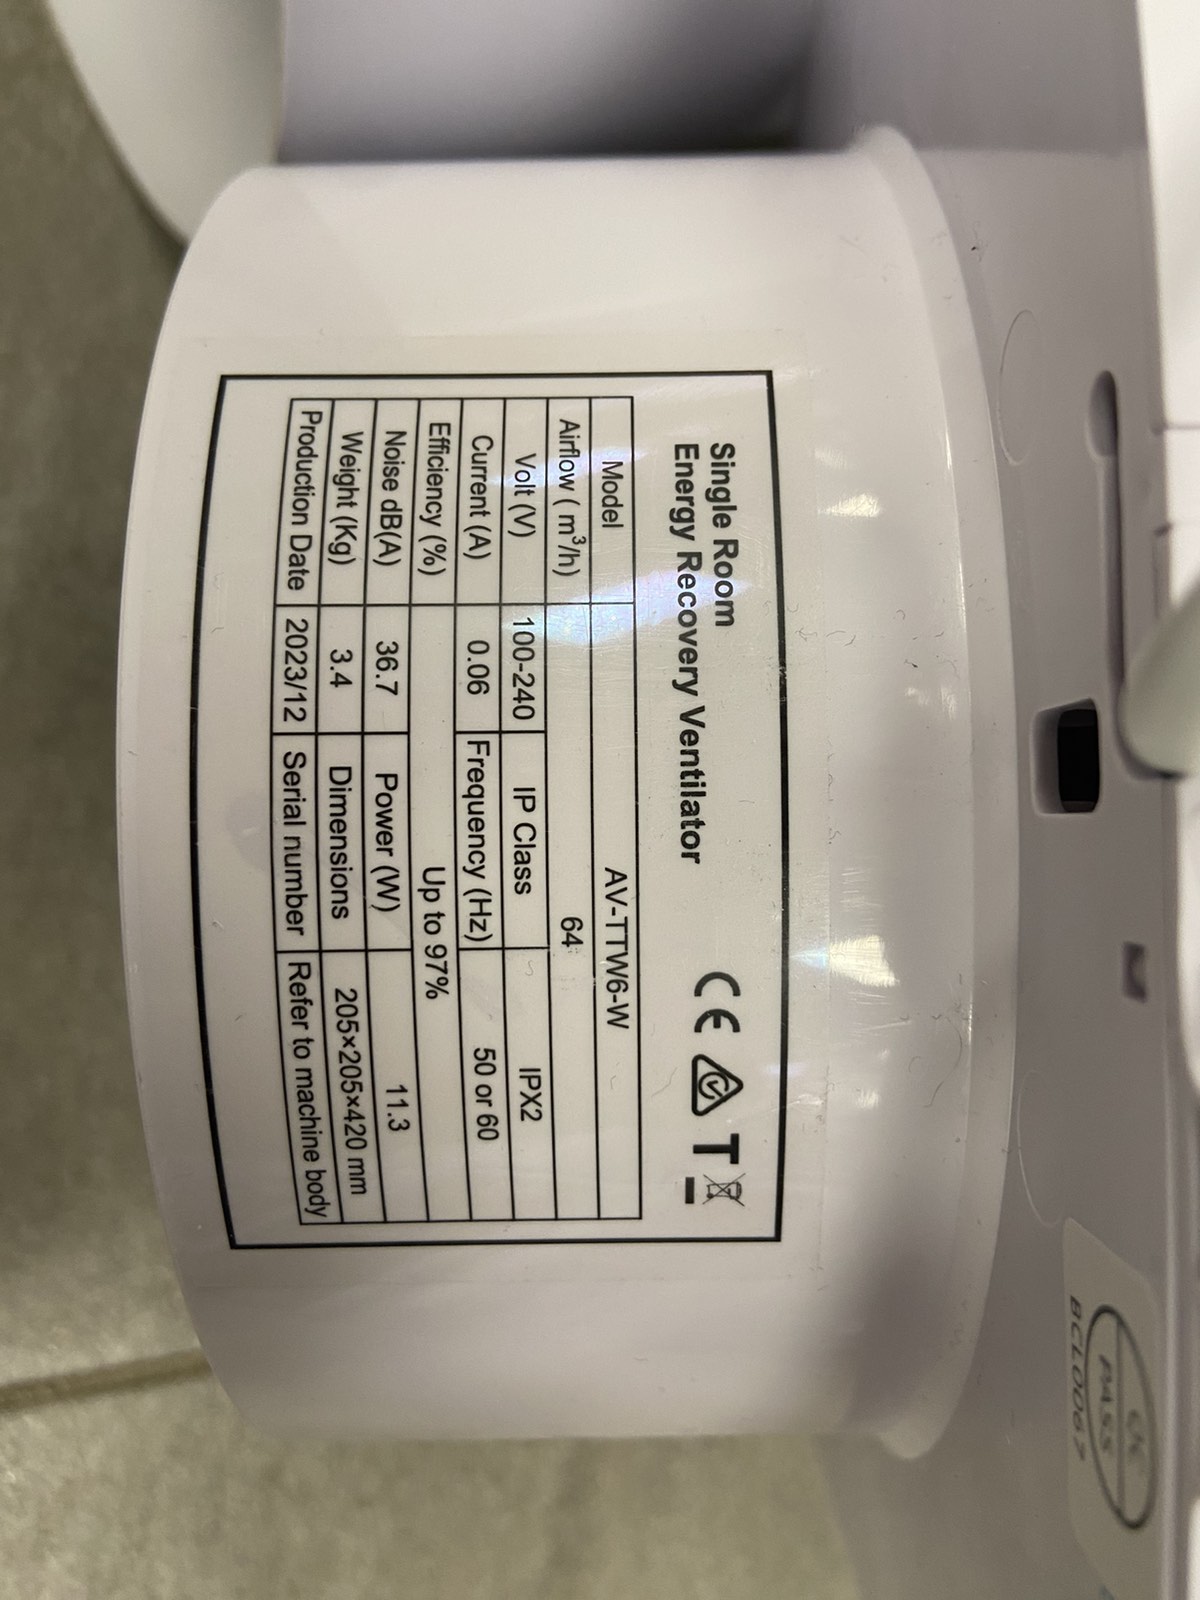 Single Room
Energy Recovery Ventilator
CE T
Model AV-TTW6-W
Airflow ( m³/h) 64
Volt (V) 100-240 IP Class IPX2
Current (A) 0.06 Frequency (Hz) 50 or 60
Efficiency (%) Up to 97%
Noise dB(A) 36.7 Power (W) 11.3
Weight (Kg) 3.4 Dimensions 205×205×420 mm
Production Date 2023/12 Serial number Refer to machine body
PASS
BCL0067